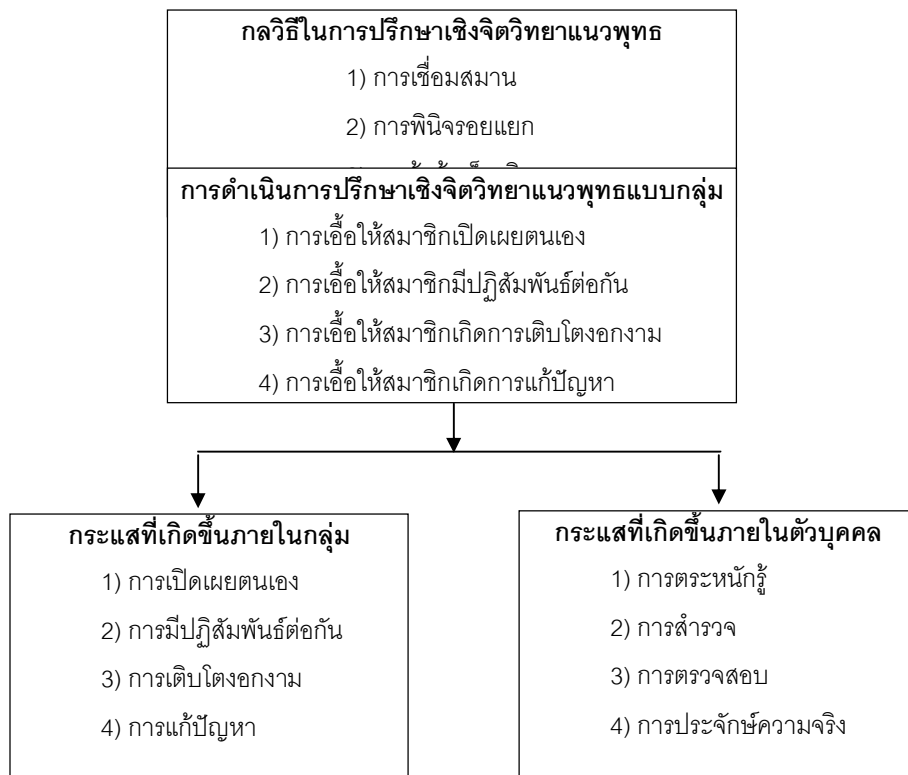 กลวิธีในการปรึกษาเชิงจิตวิทยาแนวพุทธ
1) การเชื่อมสมาน
2) การพินิจรอยแยก
การดำเนินการปรึกษาเชิงจิตวิทยาแนวพุทธแบบกลุ่ม
1) การเอื้อให้สมาชิกเปิดเผยตนเอง
2) การเอื้อให้สมาชิกมีปฏิสัมพันธ์ต่อกัน
3) การเอื้อให้สมาชิกเกิดการเติบโตงอกงาม
4) การเอื้อให้สมาชิกเกิดการแก้ปัญหา
กระแสที่เกิดขึ้นภายในกลุ่ม
1) การเปิดเผยตนเอง
2) การมีปฏิสัมพันธ์ต่อกัน
3) การเติบโตงอกงาม
4) การแก้ปัญหา
กระแสที่เกิดขึ้นภายในตัวบุคคล
1) การตระหนักรู้
2) การสำรวจ
3) การตรวจสอบ
4) การประจักษ์ความจริง